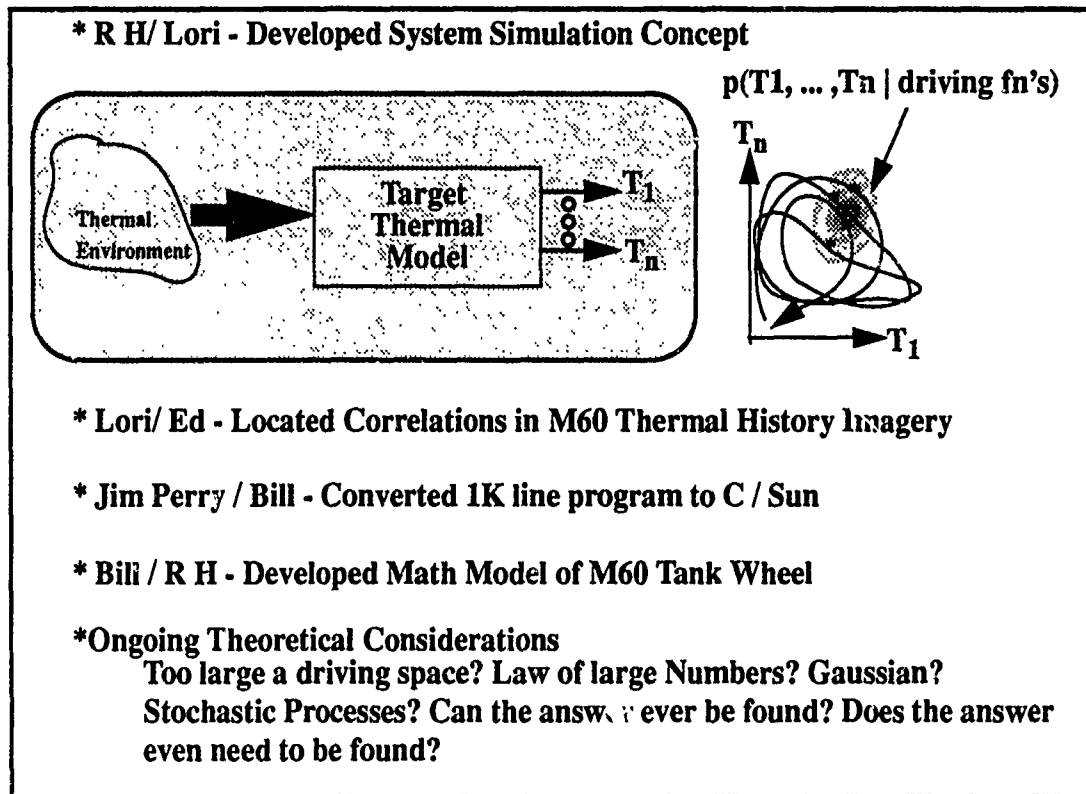 * R H/ Lori - Developed System Simulation Concept
p(T1, ... ,Tn | driving fn's)
Thermal
Environment
Target
Thermal
Model
T1
Tn
Tn
T1
* Lori/ Ed - Located Correlations in M60 Thermal History Imagery
* Jim Perry / Bill - Converted 1K line program to C / Sun
* Bill / R H - Developed Math Model of M60 Tank Wheel
*Ongoing Theoretical Considerations
Too large a driving space? Law of large Numbers? Gaussian?
Stochastic Processes? Can the answer ever be found? Does the answer
even need to be found?